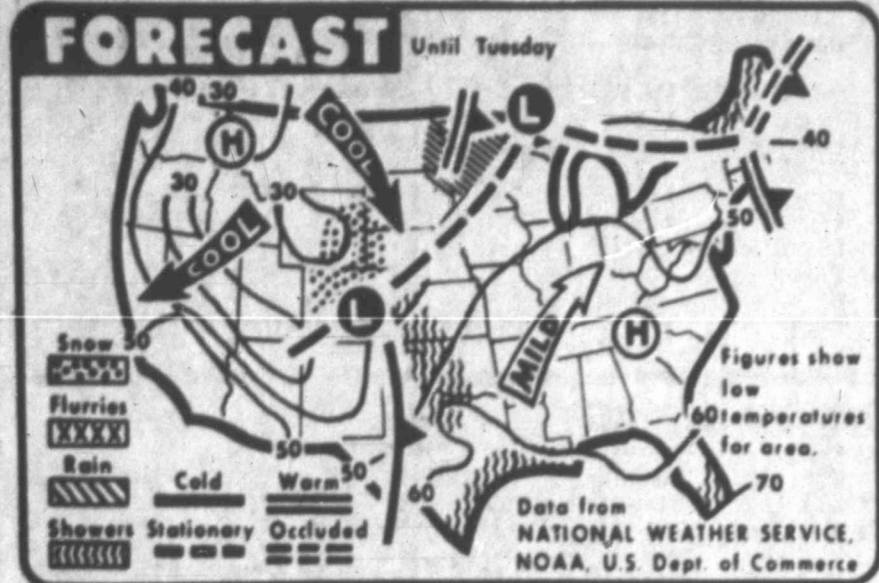 FORECAST Until Tuesday
40 30
H
COOL
L
40
30 30
COOL
50
L
MILD
H
Snow 50
Flurries
Rain
Showers
Cold Warm
Stationary Occluded
50
50
60
60
70
Figures show
low
temperatures
for area.
Data from
NATIONAL WEATHER SERVICE,
NOAA, U.S. Dept. of Commerce